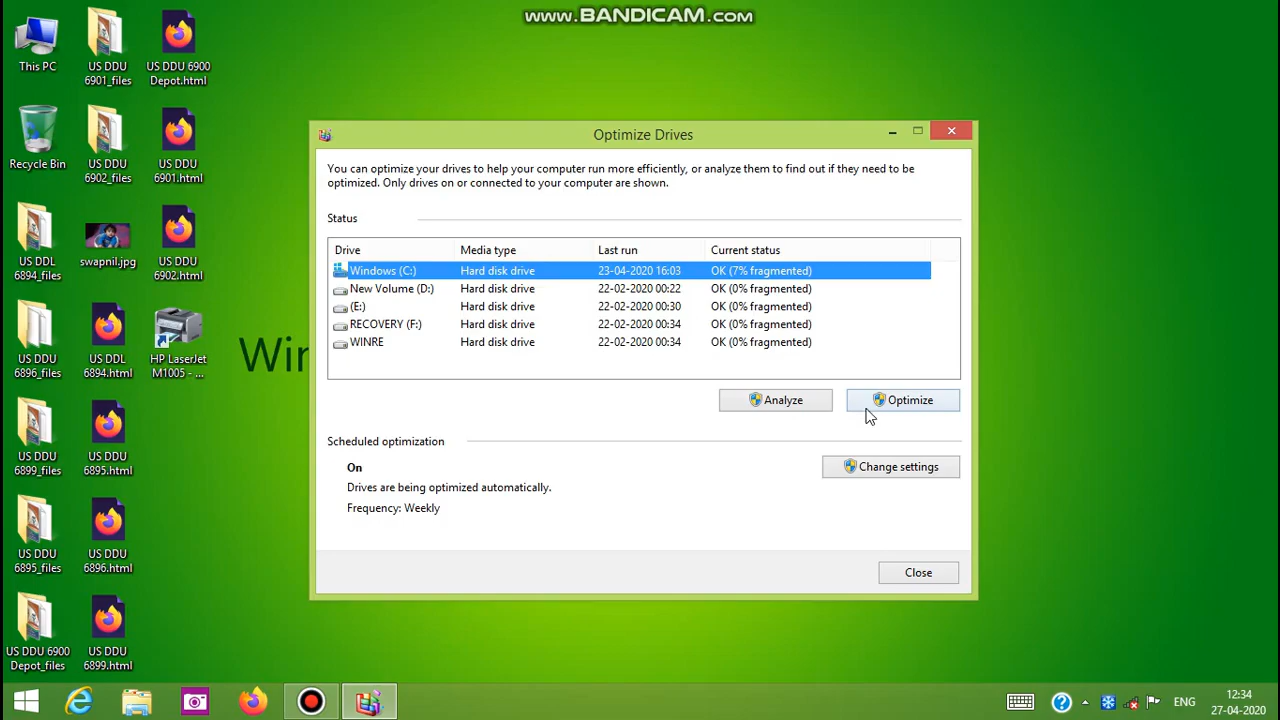 www.BANDICAM.com
This PC
US DDU
6901_files
US DDU 6900
Depot.html
Recycle Bin
US DDU
6902_files
US DDU
6901.html
US DDL
6894_files
swapnil.jpg
US DDU
6902.html
US DDU
6896_files
US DDL
6894.html
HP LaserJet
M1005 - ...
US DDU
6899_files
US DDU
6895.html
US DDU
6895_files
US DDU
6896.html
US DDU 6900
Depot_files
US DDU
6899.html
Win
Optimize Drives
You can optimize your drives to help your computer run more efficiently, or analyze them to find out if they need to be
optimized. Only drives on or connected to your computer are shown.
Status
Drive Media type Last run Current status
Windows (C:) Hard disk drive 23-04-2020 16:03 OK (7% fragmented)
New Volume (D:) Hard disk drive 22-02-2020 00:22 OK (0% fragmented)
(E:) Hard disk drive 22-02-2020 00:30 OK (0% fragmented)
RECOVERY (F:) Hard disk drive 22-02-2020 00:34 OK (0% fragmented)
WINRE Hard disk drive 22-02-2020 00:34 OK (0% fragmented)
Analyze Optimize
Scheduled optimization
On
Change settings
Drives are being optimized automatically.
Frequency: Weekly
Close
ENG
12:34
27-04-2020